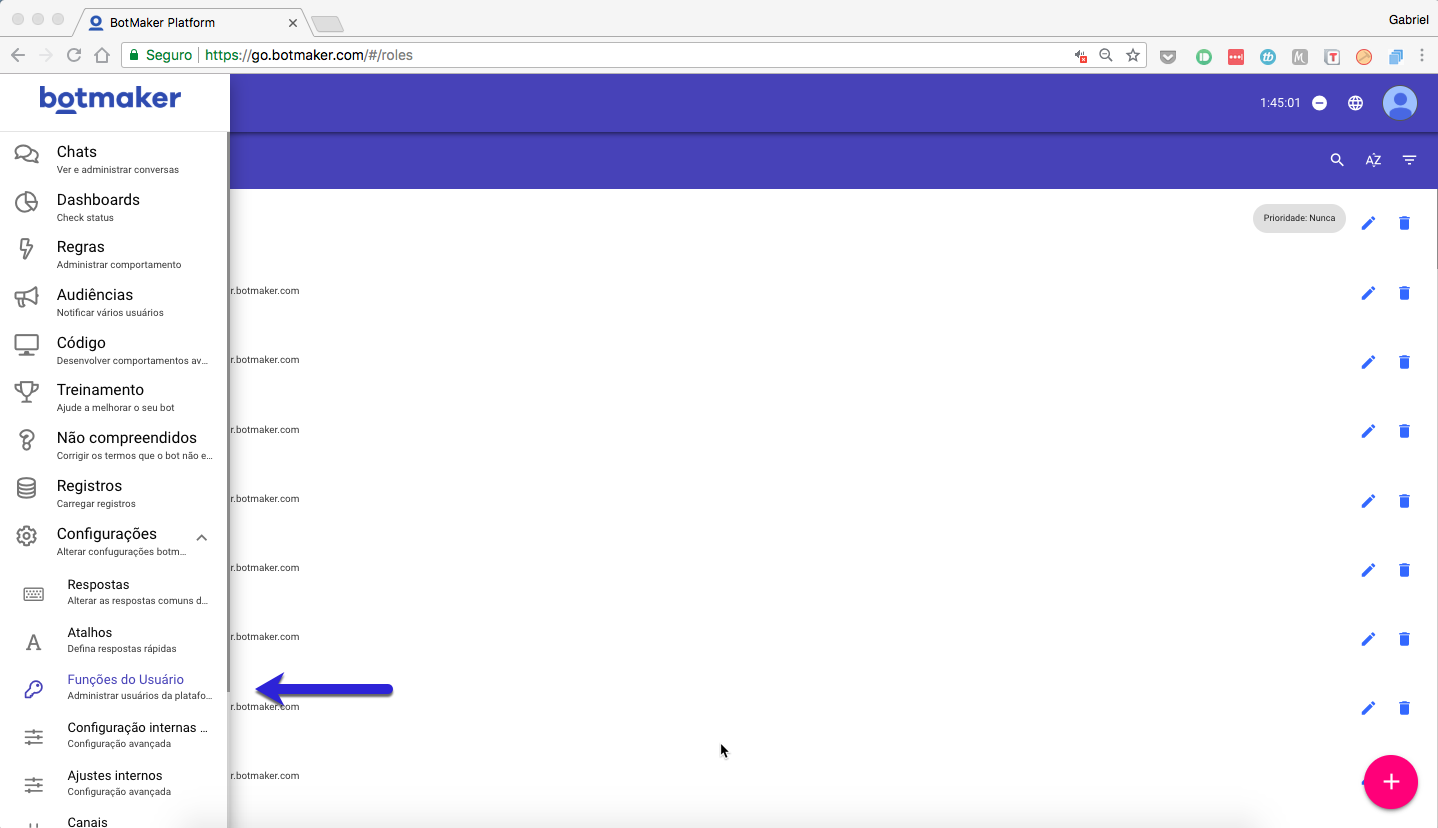 BotMaker Platform
Gabriel
Seguro
https://go.botmaker.com/#/roles
botmaker
1:45:01
Chats
Ver e administrar conversas
Dashboards
Check status
Regras
Administrar comportamento
Audiências
Notificar vários usuários
Código
Desenvolver comportamentos av...
Treinamento
Ajude a melhorar o seu bot
Não compreendidos
Corrigir os termos que o bot não e...
Registros
Carregar registros
Configurações
Alterar confugurações botm...
Respostas
Alterar as respostas comuns d...
Atalhos
Defina respostas rápidas
Funções do Usuário
Administrar usuários da platafo...
Configuração internas ...
Configuração avançada
Ajustes internos
Configuração avançada
Canais
AZ
Prioridade: Nunca
r.botmaker.com
r.botmaker.com
r.botmaker.com
r.botmaker.com
r.botmaker.com
r.botmaker.com
r.botmaker.com
r.botmaker.com